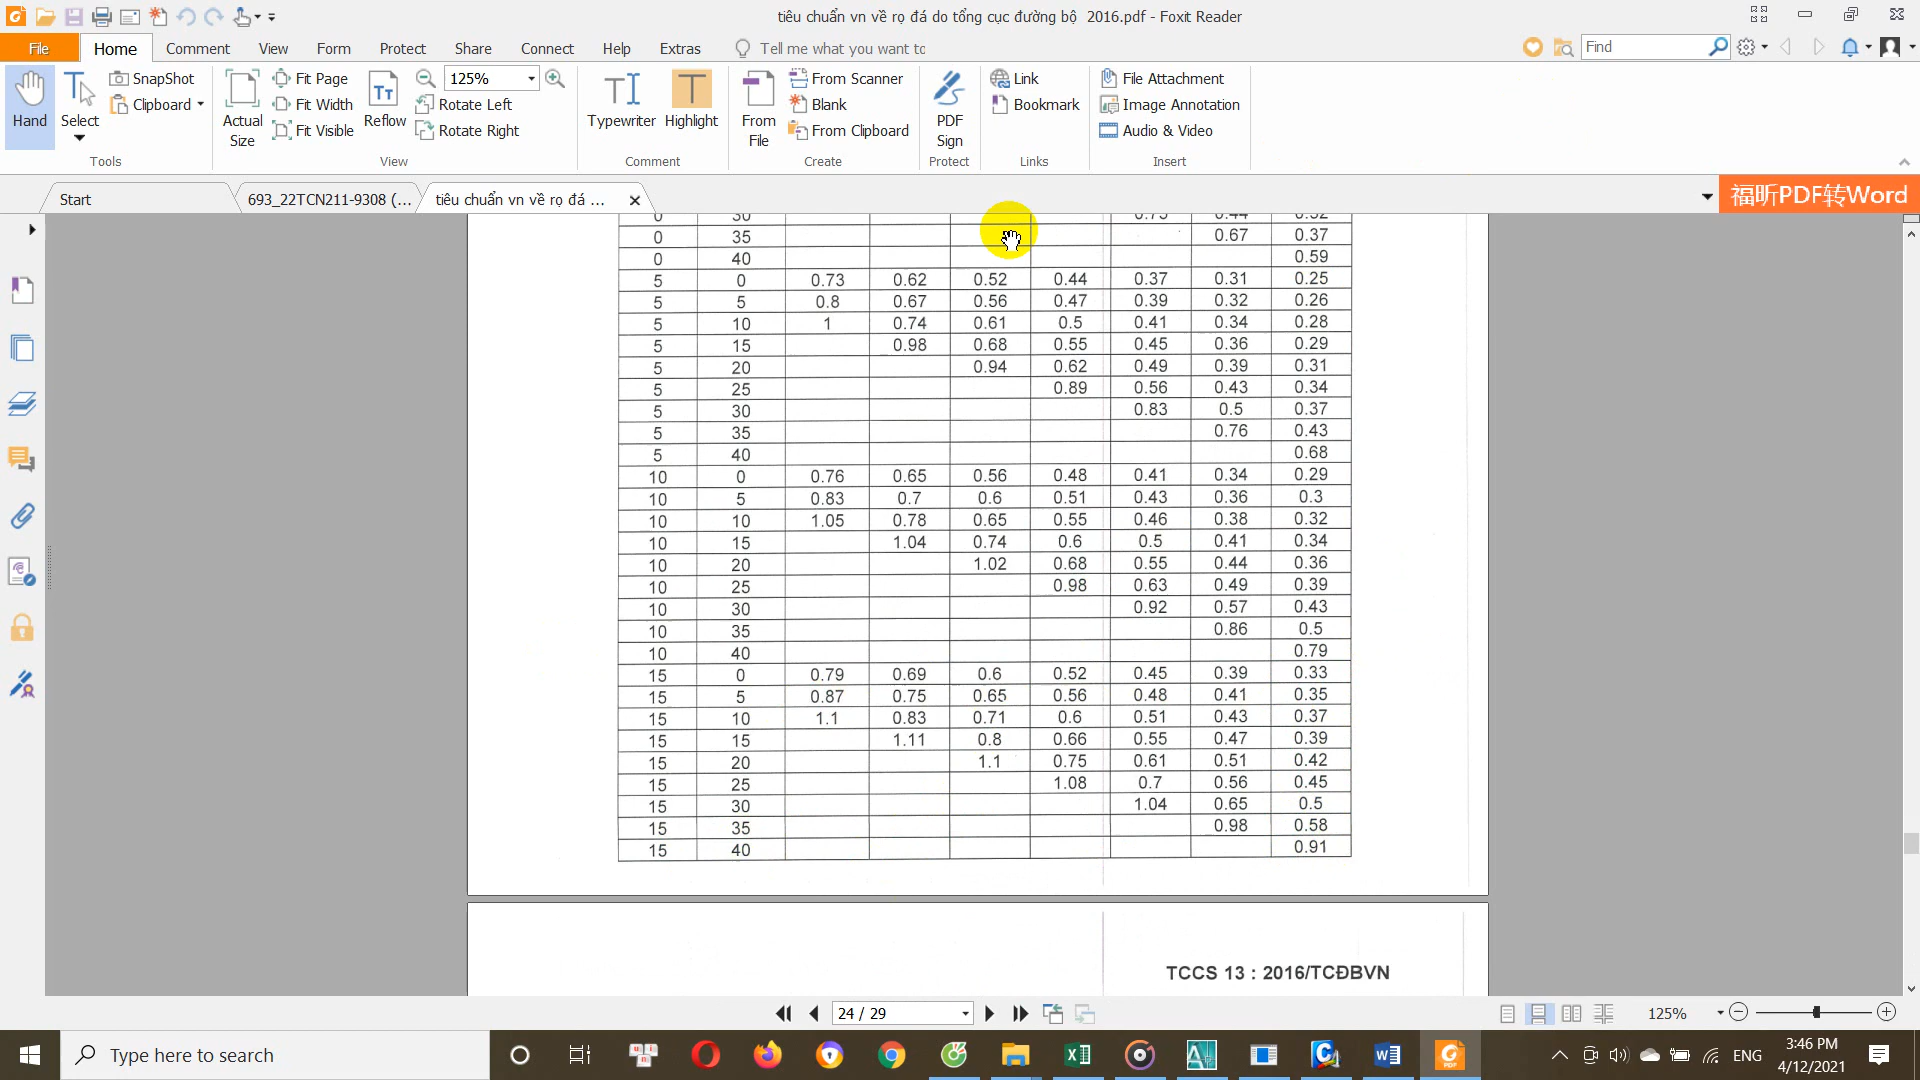 tiêu chuẩn vn về rọ đá do tổng cục đường bộ 2016.pdf - Foxit Reader
File Home Comment View Form Protect Share Connect Help Extras Tell me what you want to Find
Hand
Select
SnapShot
Clipboard
Tools
Actual Size
Fit Page
Fit Width
Fit Visible
Reflow
125%
Rotate Left
Rotate Right
View
Typewriter
Highlight
Comment
From File
From Scanner
Blank
From Clipboard
Create
PDF Sign
Protect
Link
Bookmark
Links
File Attachment
Image Annotation
Audio & Video
Insert
Start 693_22TCN211-9308 (... tiêu chuẩn vn về rọ đá ... 福昕PDF转Word
0 30 0.75 0.44 0.32
0 35 0.67 0.37
0 40 0.59
5 0 0.73 0.62 0.52 0.44 0.37 0.31 0.25
5 5 0.8 0.67 0.56 0.47 0.39 0.32 0.26
5 10 1 0.74 0.61 0.5 0.41 0.34 0.28
5 15 0.98 0.68 0.55 0.45 0.36 0.29
5 20 0.94 0.62 0.49 0.39 0.31
5 25 0.89 0.56 0.43 0.34
5 30 0.83 0.5 0.37
5 35 0.76 0.43
5 40 0.68
10 0 0.76 0.65 0.56 0.48 0.41 0.34 0.29
10 5 0.83 0.7 0.6 0.51 0.43 0.36 0.3
10 10 1.05 0.78 0.65 0.55 0.46 0.38 0.32
10 15 1.04 0.74 0.6 0.5 0.41 0.34
10 20 1.02 0.68 0.55 0.44 0.36
10 25 0.98 0.63 0.49 0.39
10 30 0.92 0.57 0.43
10 35 0.86 0.5
10 40 0.79
15 0 0.79 0.69 0.6 0.52 0.45 0.39 0.33
15 5 0.87 0.75 0.65 0.56 0.48 0.41 0.35
15 10 1.1 0.83 0.71 0.6 0.51 0.43 0.37
15 15 1.11 0.8 0.66 0.55 0.47 0.39
15 20 1.1 0.75 0.61 0.51 0.42
15 25 1.08 0.7 0.56 0.45
15 30 1.04 0.65 0.5
15 35 0.98 0.58
15 40 0.91
TCCS 13 : 2016/TCĐBVN
24 / 29 125%
Type here to search
ENG
3:46 PM
4/12/2021